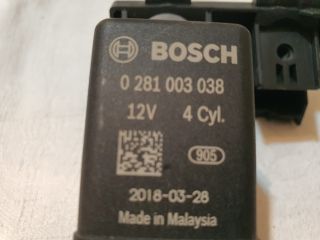 BOSCH
0 281 003 038
12V 4 Cyl.
905
2018-03-28
Made in Malaysia